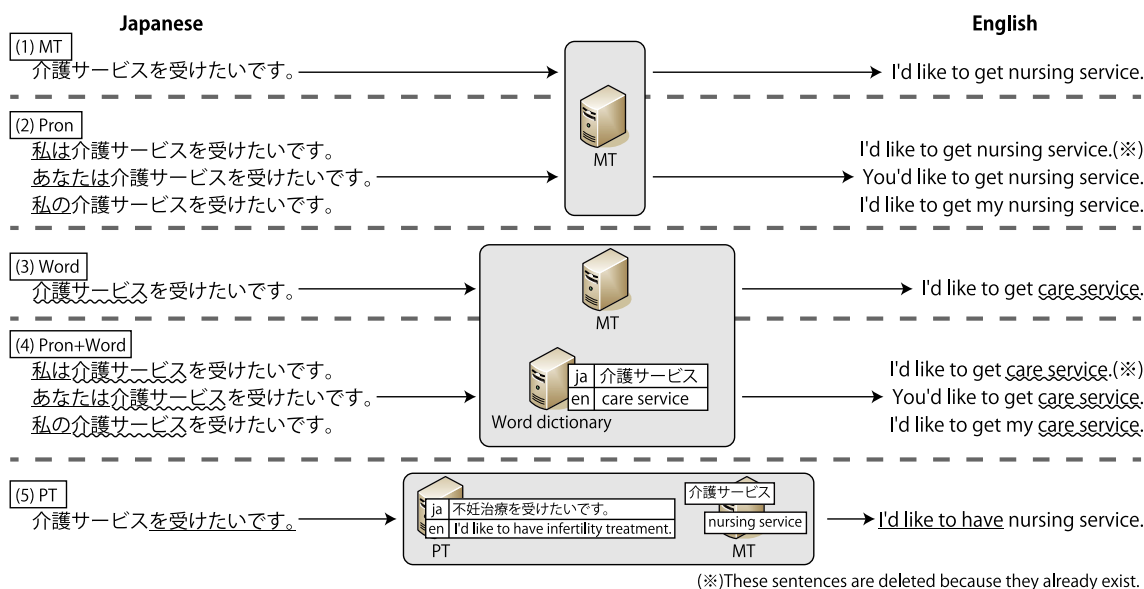 Japanese
English
(1) MT
介護サービスを受けたいです。
MT
I'd like to get nursing service.
(2) Pron
私は介護サービスを受けたいです。
I'd like to get nursing service.(※)
あなたは介護サービスを受けたいです。
You'd like to get nursing service.
私の介護サービスを受けたいです。
I'd like to get my nursing service.
(3) Word
介護サービスを受けたいです。
MT
I'd like to get care service.
(4) Pron+Word
私は介護サービスを受けたいです。
あなたは介護サービスを受けたいです。
私の介護サービスを受けたいです。
ja 介護サービス
en care service
Word dictionary
I'd like to get care service.(※)
You'd like to get care service.
I'd like to get my care service.
(5) PT
介護サービスを受けたいです。
ja 不妊治療を受けたいです。
en I'd like to have infertility treatment.
PT
介護サービス
nursing service
MT
I'd like to have nursing service.
(※)These sentences are deleted because they already exist.